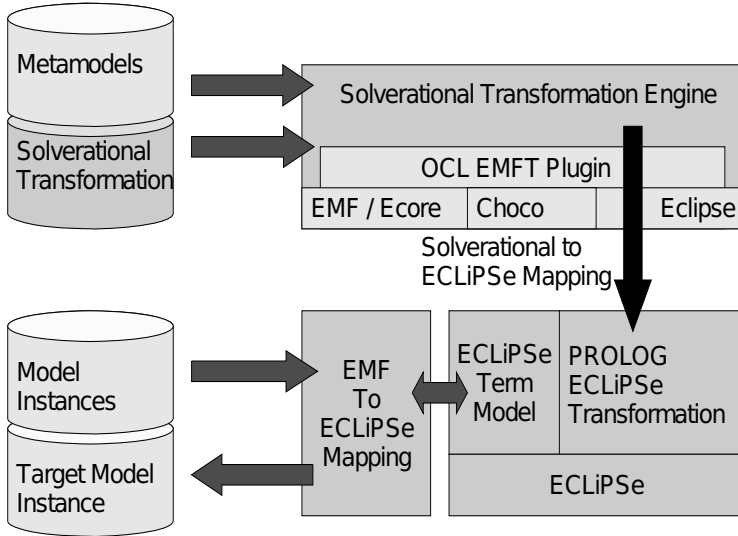 Metamodels
Solverational
Transformation
Solverational Transformation Engine
OCL EMFT Plugin
EMF / Ecore
Choco
Eclipse
Solverational to
ECLiPSe Mapping
Model
Instances
Target Model
Instance
EMF
To
ECLiPSe
Mapping
ECLiPSe
Term
Model
PROLOG
ECLiPSe
Transformation
ECLiPSe